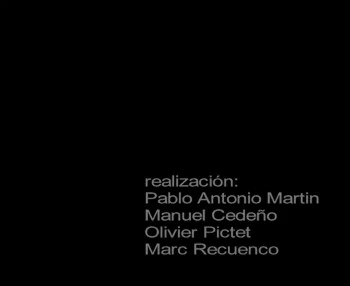 realización:
Pablo Antonio Martin
Manuel Cedeño
Olivier Pictet
Marc Recuenco